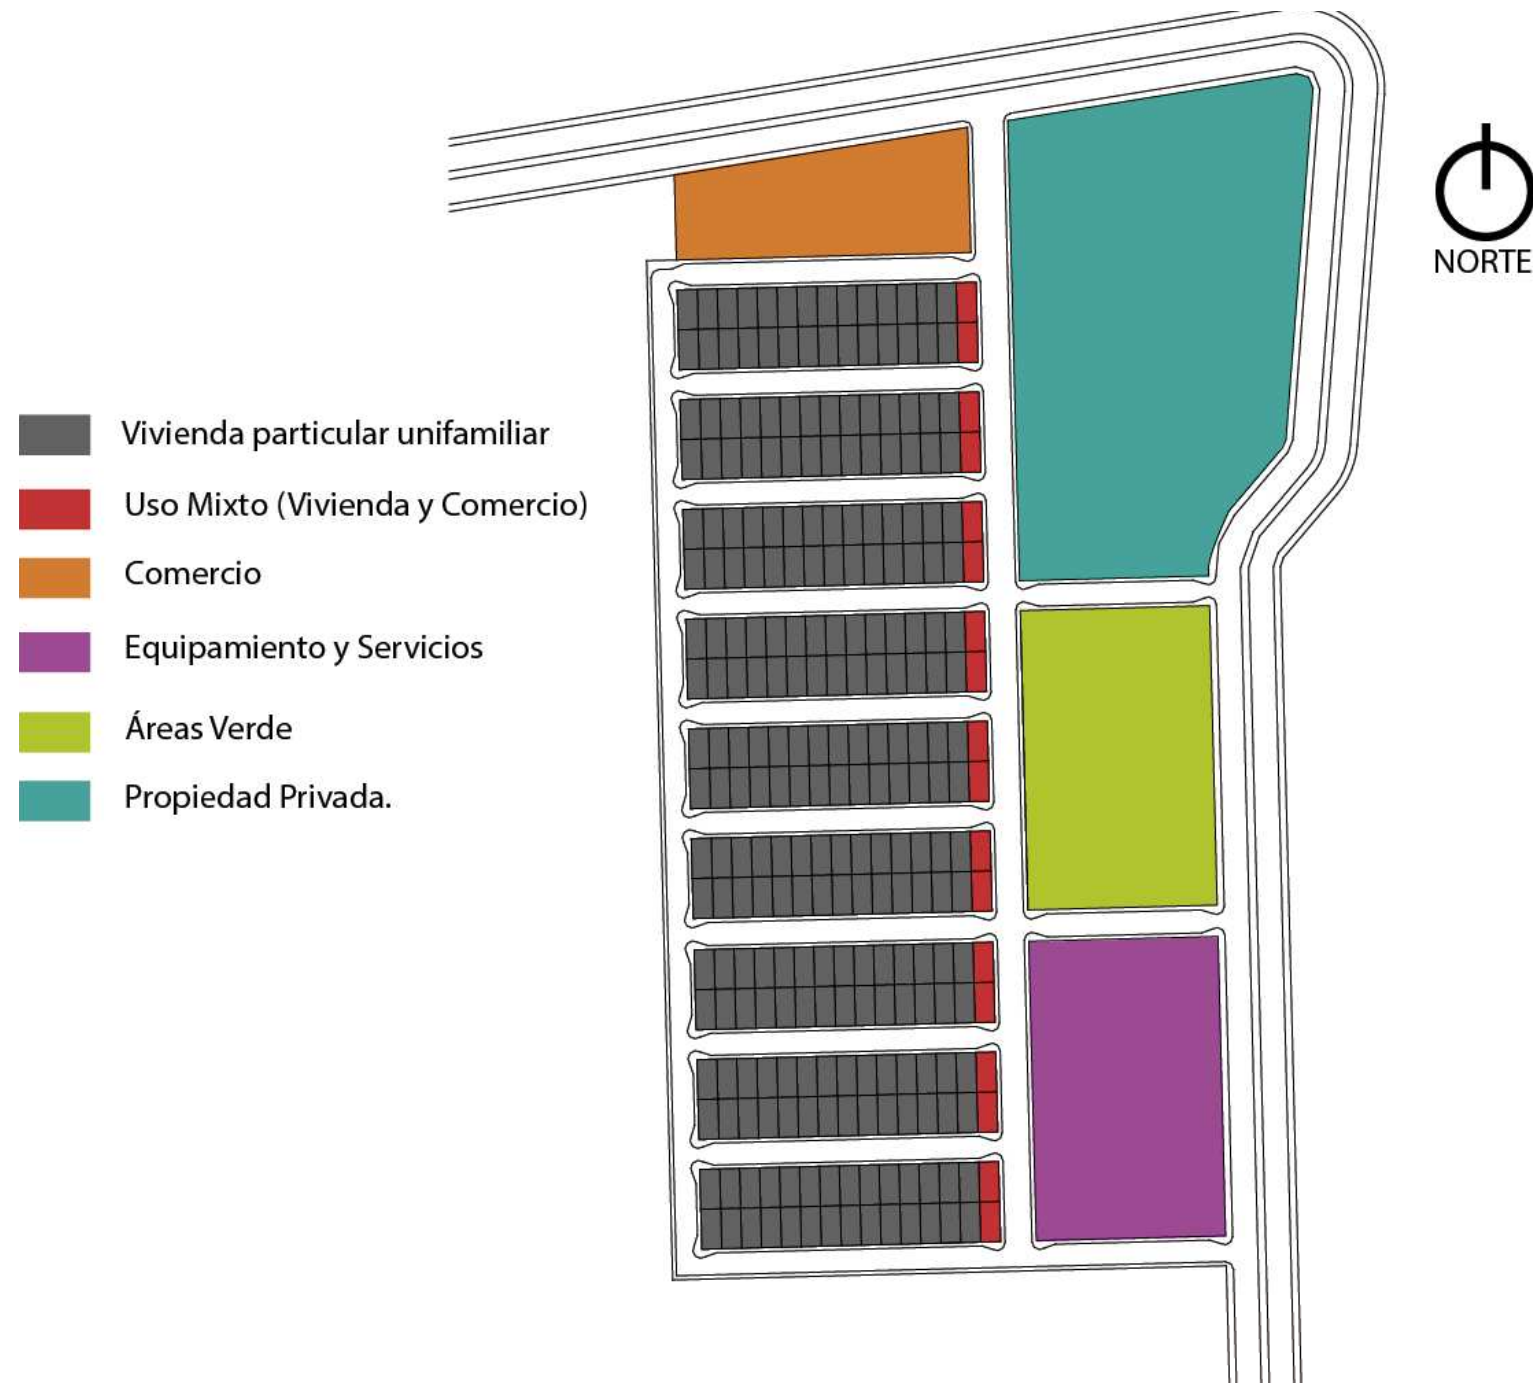 NORTE
Vivienda particular unifamiliar
Uso Mixto (Vivienda y Comercio)
Comercio
Equipamiento y Servicios
Áreas Verde
Propiedad Privada.